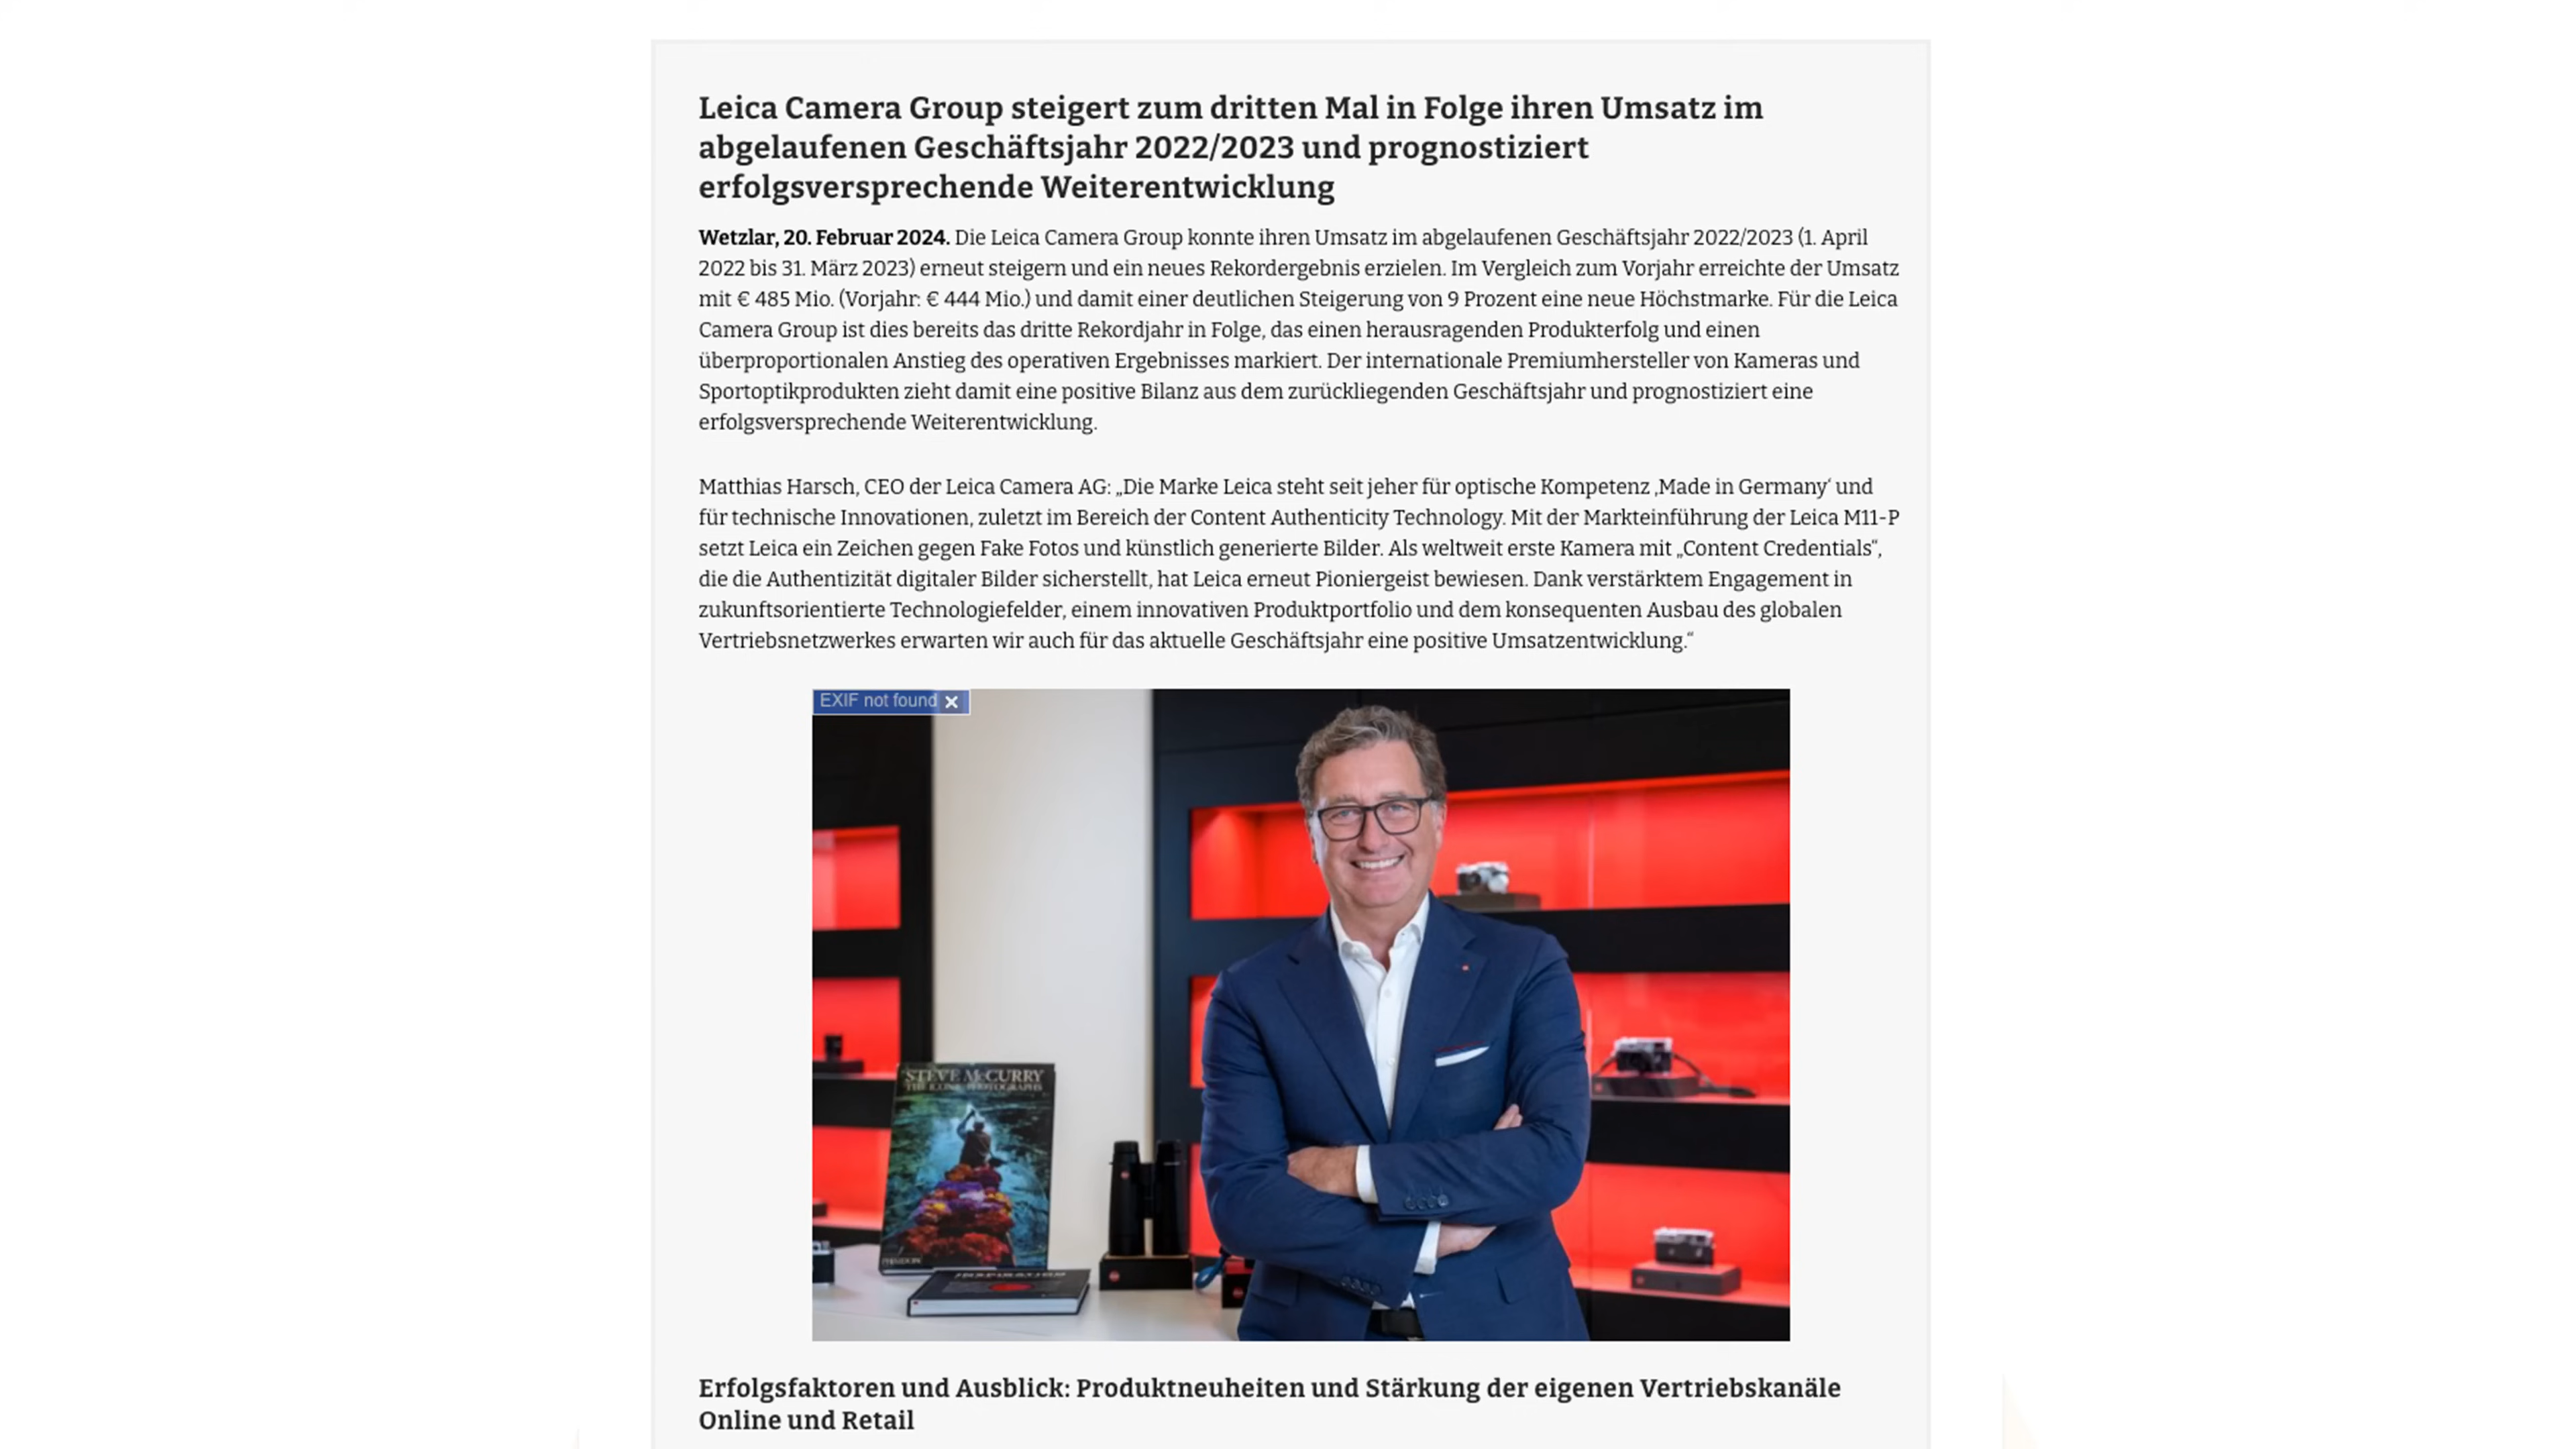 Leica Camera Group steigert zum dritten Mal in Folge ihren Umsatz im
abgelaufenen Geschäftsjahr 2022/2023 und prognostiziert
erfolgsversprechende Weiterentwicklung
Wetzlar, 20. Februar 2024. Die Leica Camera Group konnte ihren Umsatz im abgelaufenen Geschäftsjahr 2022/2023 (1. April
2022 bis 31. März 2023) erneut steigern und ein neues Rekordergebnis erzielen. Im Vergleich zum Vorjahr erreichte der Umsatz
mit € 485 Mio. (Vorjahr: € 444 Mio.) und damit einer deutlichen Steigerung von 9 Prozent eine neue Höchstmarke. Für die Leica
Camera Group ist dies bereits das dritte Rekordjahr in Folge, das einen herausragenden Produkterfolg und einen
überproportionalen Anstieg des operativen Ergebnisses markiert. Der internationale Premiumhersteller von Kameras und
Sportoptikprodukten zieht damit eine positive Bilanz aus dem zurückliegenden Geschäftsjahr und prognostiziert eine
erfolgsversprechende Weiterentwicklung.
Matthias Harsch, CEO der Leica Camera AG: „Die Marke Leica steht seit jeher für optische Kompetenz ‚Made in Germany‘ und
für technische Innovationen, zuletzt im Bereich der Content Authenticity Technology. Mit der Markteinführung der Leica M11-P
setzt Leica ein Zeichen gegen Fake Fotos und künstlich generierte Bilder. Als weltweit erste Kamera mit „Content Credentials“,
die die Authentizität digitaler Bilder sicherstellt, hat Leica erneut Pioniergeist bewiesen. Dank verstärktem Engagement in
zukunftsorientierte Technologiefelder, einem innovativen Produktportfolio und dem konsequenten Ausbau des globalen
Vertriebsnetzwerkes erwarten wir auch für das aktuelle Geschäftsjahr eine positive Umsatzentwicklung.“
EXIF not found
STEVE McCURRY
THE ICONIC PHOTOGRAPHS
PHAIDON
INSPIRATION
Erfolgsfaktoren und Ausblick: Produktneuheiten und Stärkung der eigenen Vertriebskanäle
Online und Retail